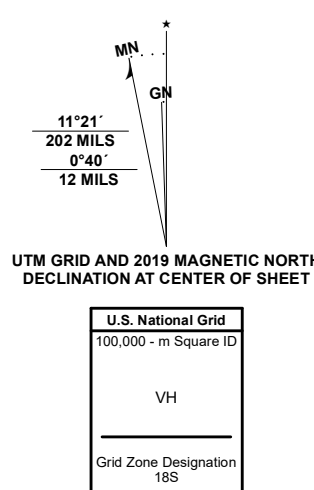 ★
MN
GN
11°21´
202 MILS
0°40´
12 MILS
UTM GRID AND 2019 MAGNETIC NORTH
DECLINATION AT CENTER OF SHEET
U.S. National Grid
100,000 - m Square ID
VH
Grid Zone Designation
18S